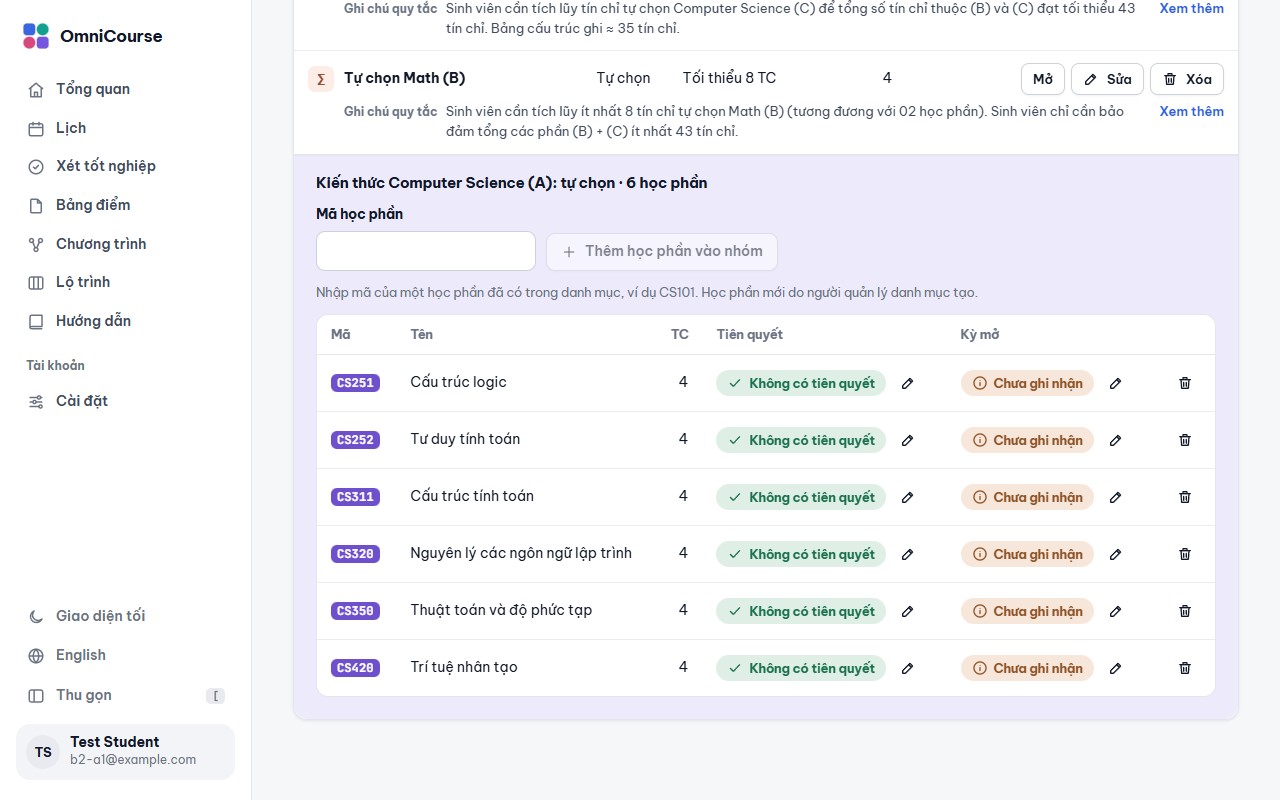 OmniCourse
Tổng quan
Lịch
Xét tốt nghiệp
Bảng điểm
Chương trình
Lộ trình
Hướng dẫn
Tài khoản
Cài đặt
Giao diện tối
English
Thu gọn [
TS
Test Student
b2-a1@example.com
Ghi chú quy tắc Sinh viên cần tích lũy tín chỉ tự chọn Computer Science (C) để tổng số tín chỉ thuộc (B) và (C) đạt tối thiểu 43 Xem thêm
tín chỉ. Bảng cấu trúc ghi ≈ 35 tín chỉ.
Σ Tự chọn Math (B) Tự chọn Tối thiểu 8 TC 4 Mở Sửa Xóa
Ghi chú quy tắc Sinh viên cần tích lũy ít nhất 8 tín chỉ tự chọn Math (B) (tương đương với 02 học phần). Sinh viên chỉ cần bảo Xem thêm
đảm tổng các phần (B) + (C) ít nhất 43 tín chỉ.
Kiến thức Computer Science (A): tự chọn · 6 học phần
Mã học phần
+ Thêm học phần vào nhóm
Nhập mã của một học phần đã có trong danh mục, ví dụ CS101. Học phần mới do người quản lý danh mục tạo.
Mã Tên TC Tiên quyết Kỳ mở
CS251 Cấu trúc logic 4 Không có tiên quyết Chưa ghi nhận
CS252 Tư duy tính toán 4 Không có tiên quyết Chưa ghi nhận
CS311 Cấu trúc tính toán 4 Không có tiên quyết Chưa ghi nhận
CS320 Nguyên lý các ngôn ngữ lập trình 4 Không có tiên quyết Chưa ghi nhận
CS350 Thuật toán và độ phức tạp 4 Không có tiên quyết Chưa ghi nhận
CS420 Trí tuệ nhân tạo 4 Không có tiên quyết Chưa ghi nhận